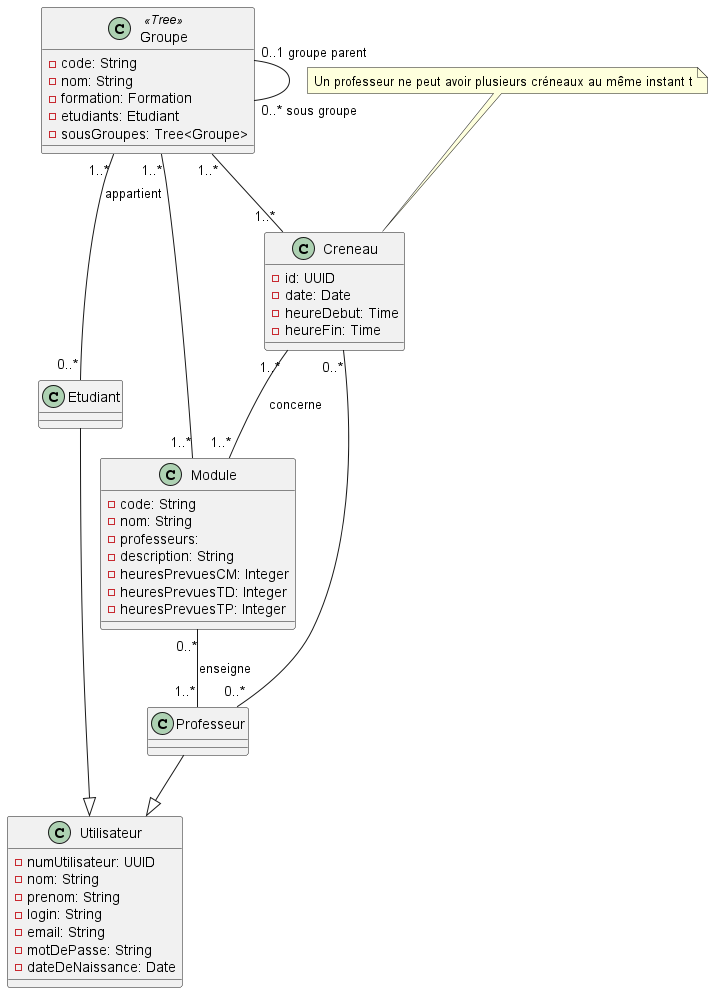 «Tree»
C Groupe
code: String
nom: String
formation: Formation
etudiants: Etudiant
sousGroupes: Tree<Groupe>
0..1 groupe parent
0..* sous groupe
Un professeur ne peut avoir plusieurs créneaux au même instant t
1..*
1..*
1..*
appartient
1..*
C Creneau
id: UUID
date: Date
heureDebut: Time
heureFin: Time
0..*
1..*
0..*
C Etudiant
concerne
1..*
1..*
C Module
code: String
nom: String
professeurs:
description: String
heuresPrevuesCM: Integer
heuresPrevuesTD: Integer
heuresPrevuesTP: Integer
0..*
enseigne
1..*
0..*
C Professeur
C Utilisateur
numUtilisateur: UUID
nom: String
prenom: String
login: String
email: String
motDePasse: String
dateDeNaissance: Date